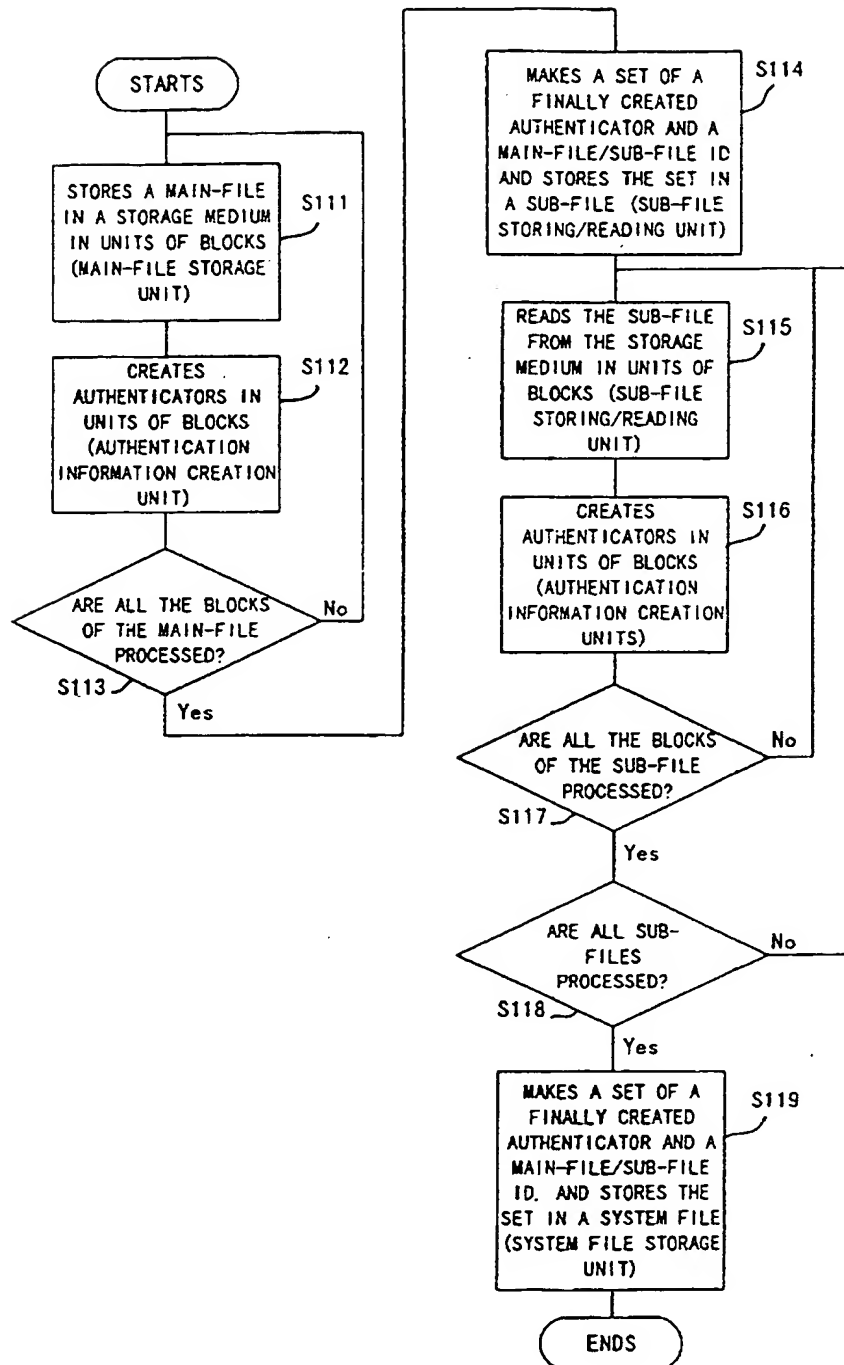 STARTS
STORES A MAIN-FILE
IN A STORAGE MEDIUM
IN UNITS OF BLOCKS
(MAIN-FILE STORAGE
UNIT)
S111
CREATES
AUTHENTICATORS IN
UNITS OF BLOCKS
(AUTHENTICATION
INFORMATION CREATION
UNIT)
S112
ARE ALL THE BLOCKS
OF THE MAIN-FILE
PROCESSED?
No
S113
Yes
MAKES A SET OF A
FINALLY CREATED
AUTHENTICATOR AND A
MAIN-FILE/SUB-FILE ID
AND STORES THE SET IN
A SUB-FILE (SUB-FILE
STORING/READING UNIT)
S114
READS THE SUB-FILE
FROM THE STORAGE
MEDIUM IN UNITS OF
BLOCKS (SUB-FILE
STORING/READING
UNIT)
S115
CREATES
AUTHENTICATORS IN
UNITS OF BLOCKS
(AUTHENTICATION
INFORMATION CREATION
UNITS)
S116
ARE ALL THE BLOCKS
OF THE SUB-FILE
PROCESSED?
No
S117
Yes
ARE ALL SUB-
FILES
PROCESSED?
No
S118
Yes
MAKES A SET OF A
FINALLY CREATED
AUTHENTICATOR AND A
MAIN-FILE/SUB-FILE
ID. AND STORES THE
SET IN A SYSTEM FILE
(SYSTEM FILE STORAGE
UNIT)
S119
ENDS